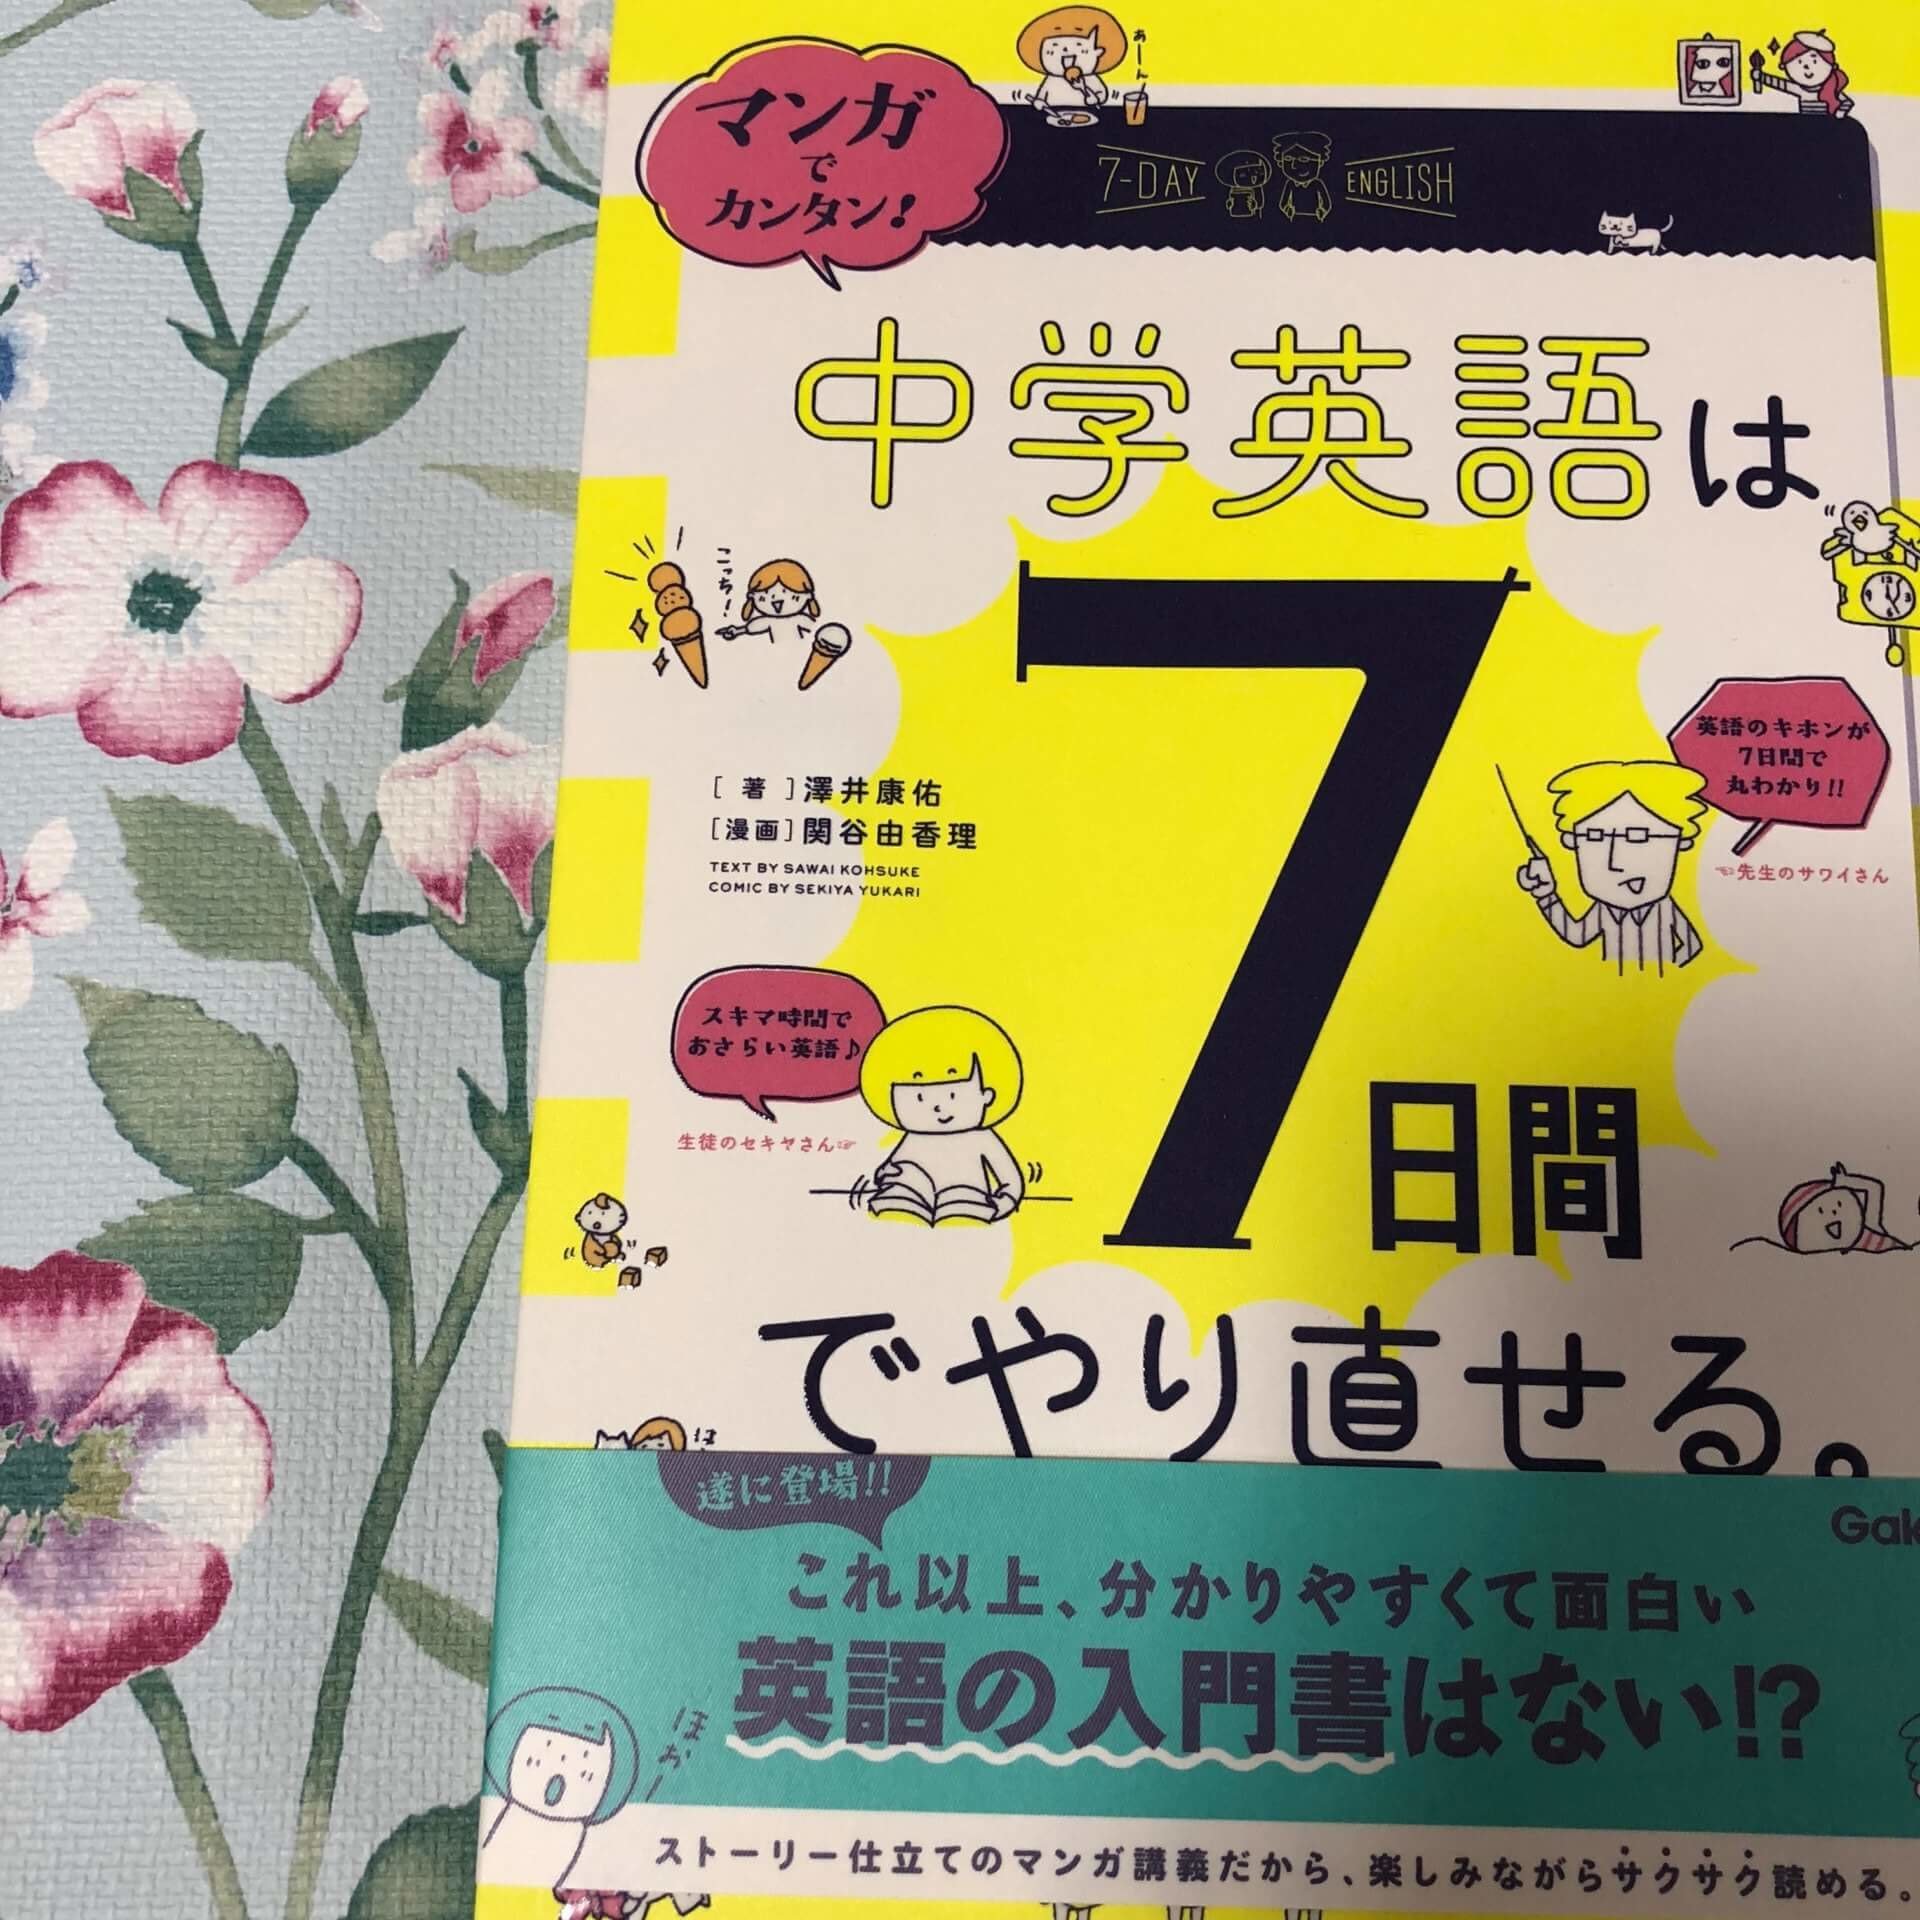 あーん
マンガ
で
カンタン!
7-DAY ENGLISH
中学英語は
7日間
でやり直せる。
こっち!
[著]澤井康佑
[漫画]関谷由香理
TEXT BY SAWAI KOHSUKE
COMIC BY SEKIYA YUKARI
英語のキホンが
7日間で
丸わかり!!
☜先生のサワイさん
スキマ時間で
おさらい英語♪
生徒のセキヤさん☞
遂に登場!!
これ以上、分かりやすくて面白い
英語の入門書はない!?
ほぉー
ストーリー仕立てのマンガ講義だから、楽しみながらサクサク読める。